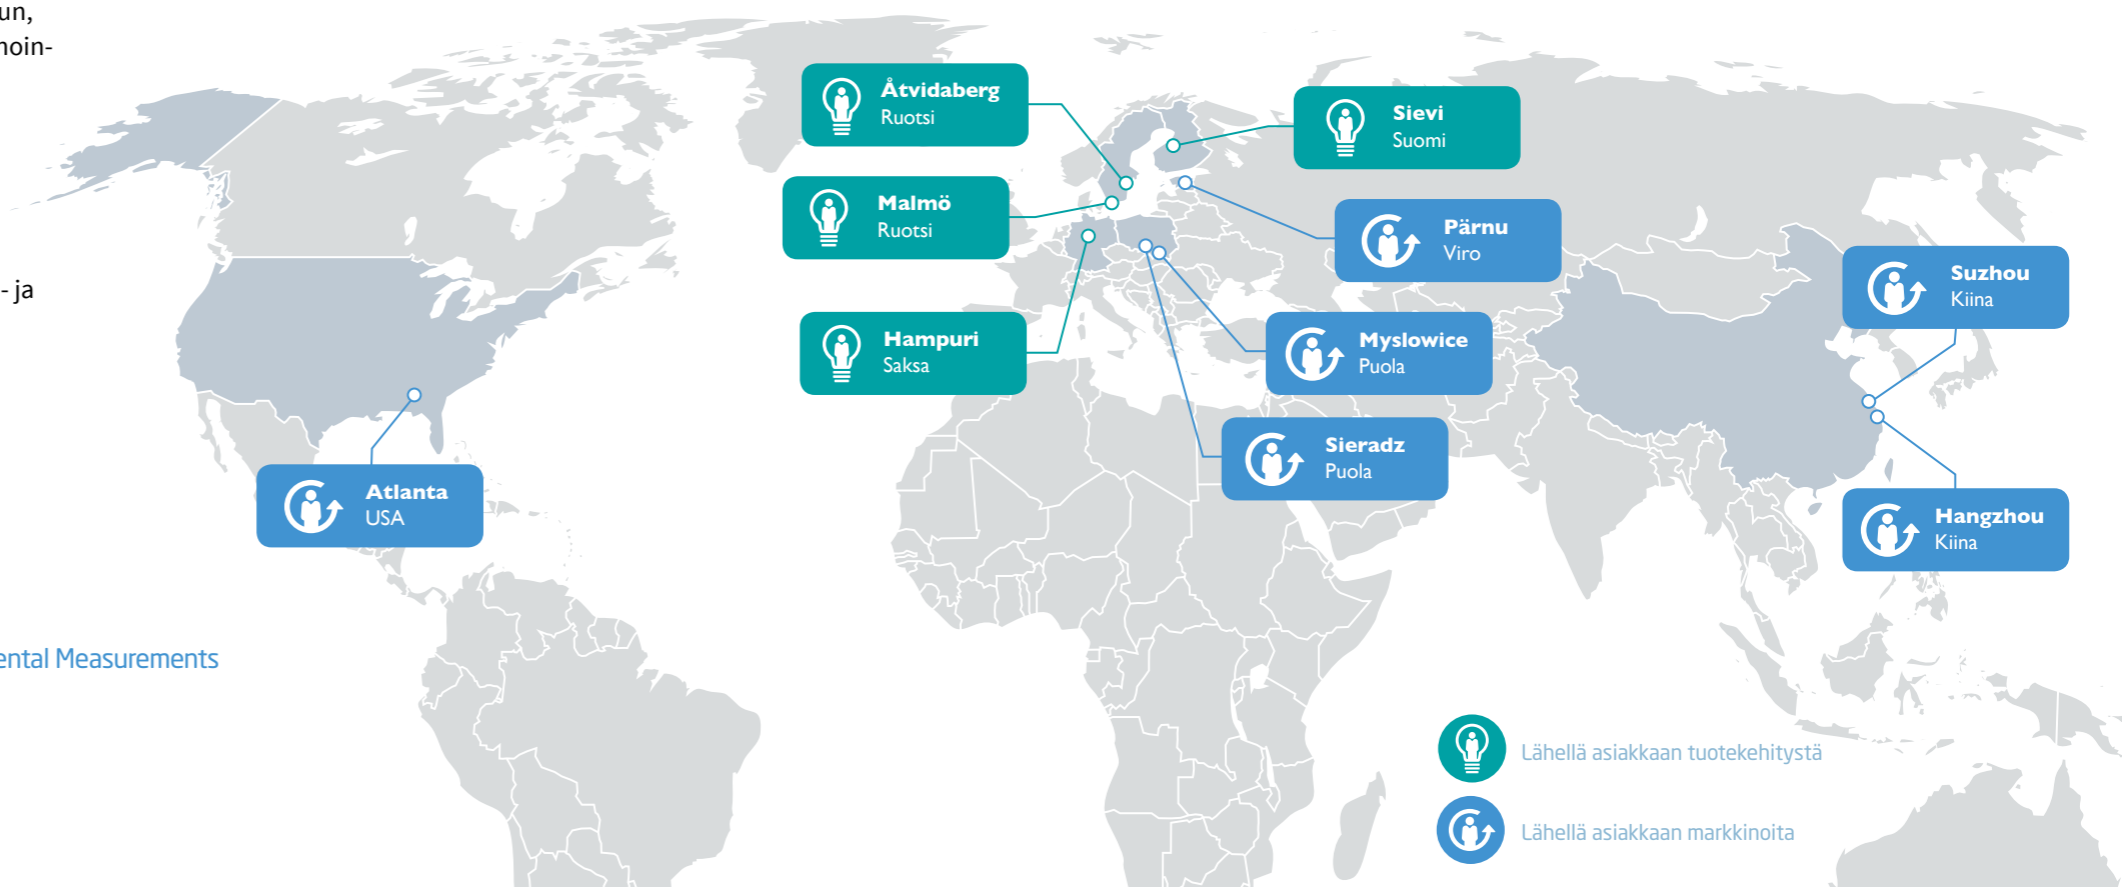 un,
noin-
- ja
ental Measurements
Åtvidaberg
Ruotsi
Sievi
Suomi
Malmö
Ruotsi
Pärnu
Viro
Suzhou
Kiina
Hampuri
Saksa
Myslowice
Puola
Sieradz
Puola
Atlanta
USA
Hangzhou
Kiina
Lähellä asiakkaan tuotekehitystä
Lähellä asiakkaan markkinoita